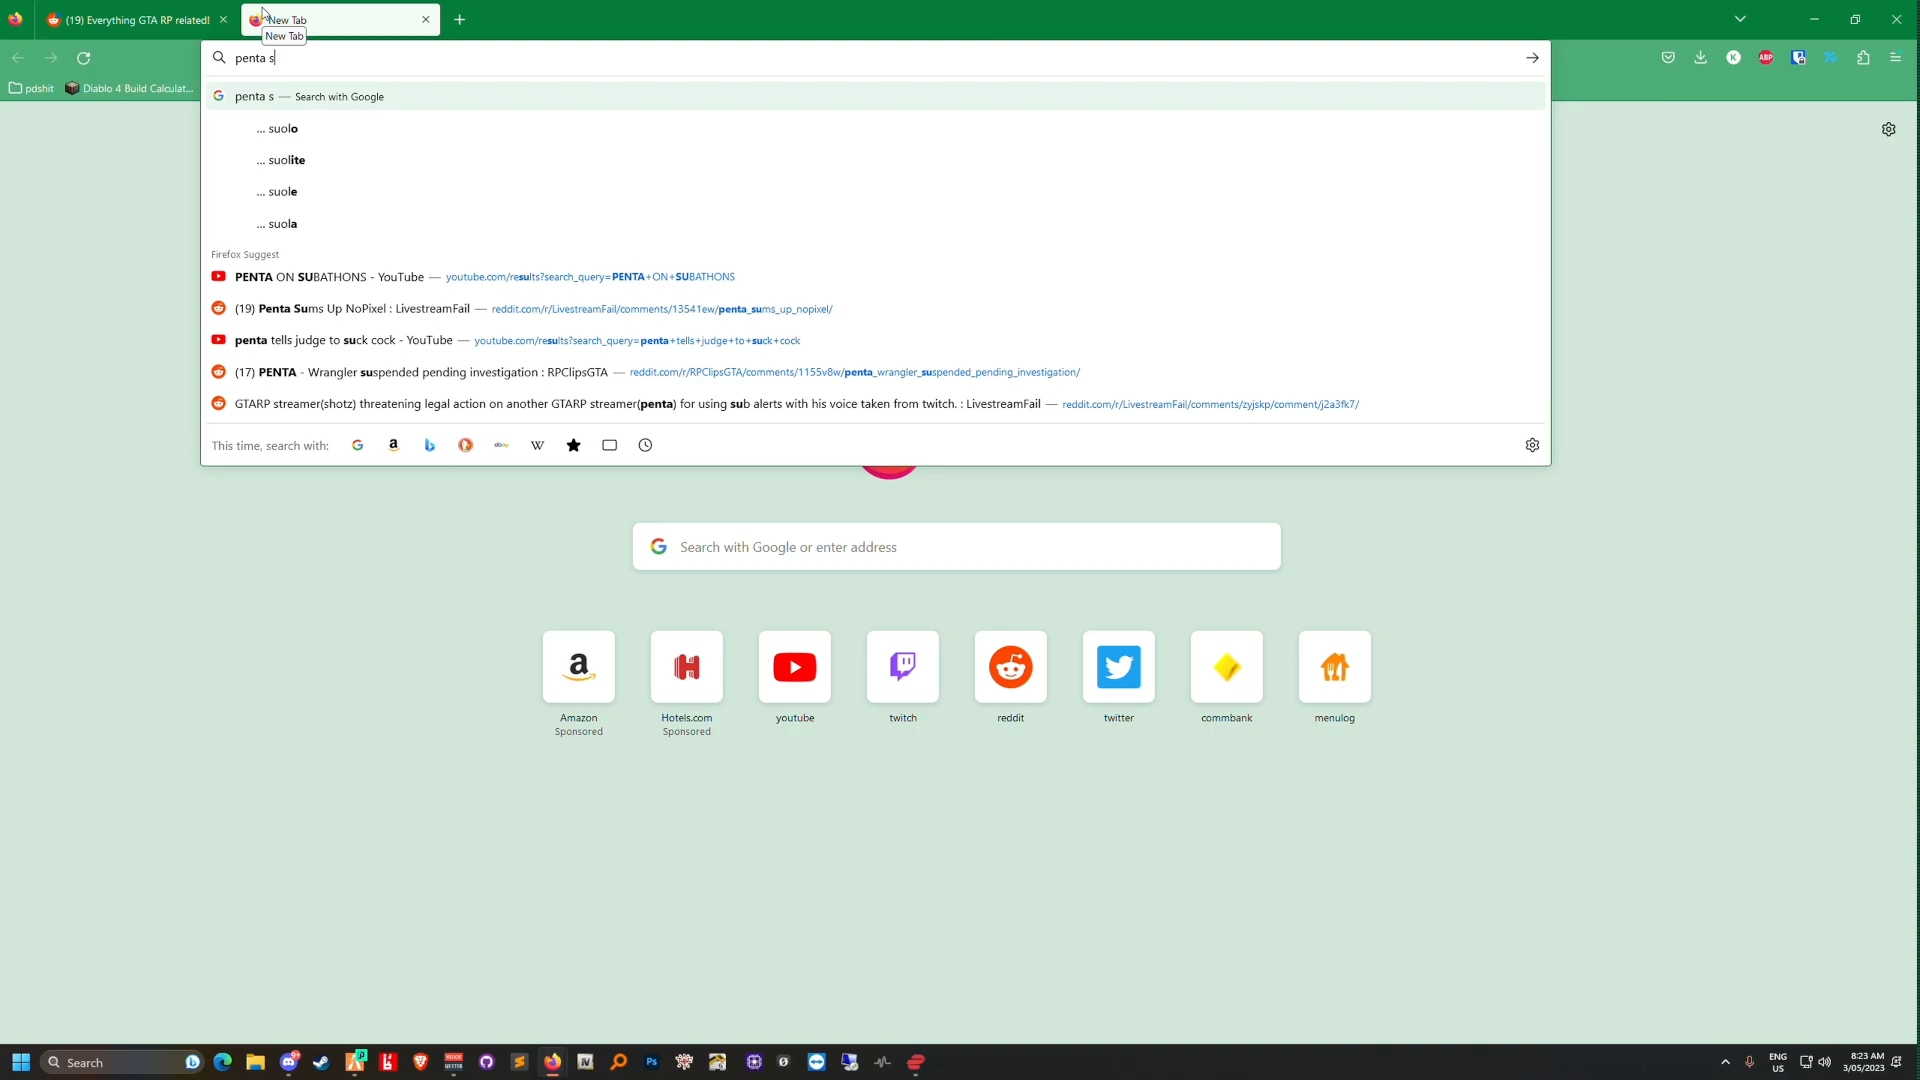 (19) Everything GTA RP related!
New Tab
New Tab
penta s
K
ABP
pdshit
Diablo 4 Build Calculat...
penta s — Search with Google
... suolo
... suolite
... suole
... suola
Firefox Suggest
PENTA ON SUBATHONS - YouTube — youtube.com/results?search_query=PENTA+ON+SUBATHONS
(19) Penta Sums Up NoPixel : LivestreamFail — reddit.com/r/LivestreamFail/comments/13541ew/penta_sums_up_nopixel/
penta tells judge to suck cock - YouTube — youtube.com/results?search_query=penta+tells+judge+to+suck+cock
(17) PENTA - Wrangler suspended pending investigation : RPClipsGTA — reddit.com/r/RPClipsGTA/comments/1155v8w/penta_wrangler_suspended_pending_investigation/
GTARP streamer(shotz) threatening legal action on another GTARP streamer(penta) for using sub alerts with his voice taken from twitch. : LivestreamFail — reddit.com/r/LivestreamFail/comments/zyjskp/comment/j2a3fk7/
This time, search with:
Search with Google or enter address
Amazon
Sponsored
Hotels.com
Sponsored
youtube
twitch
reddit
twitter
commbank
menulog
Search
ENG
US
8:23 AM
3/05/2023